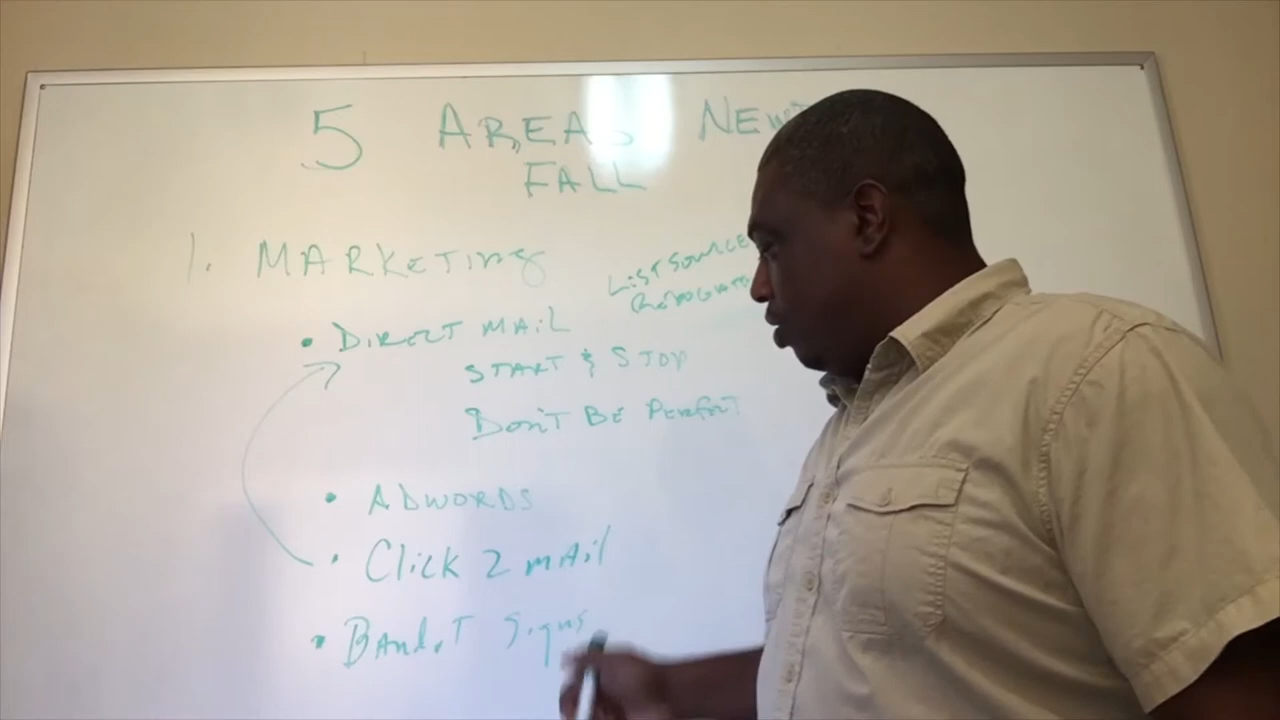 5 AREAS NEW
FALL
1. MARKETING
LIST SOURCE
• DIRECT MAIL
START & STOP
DON'T BE PERFECT
• ADWORDS
• Click 2 mAil
• BANdiT Signs